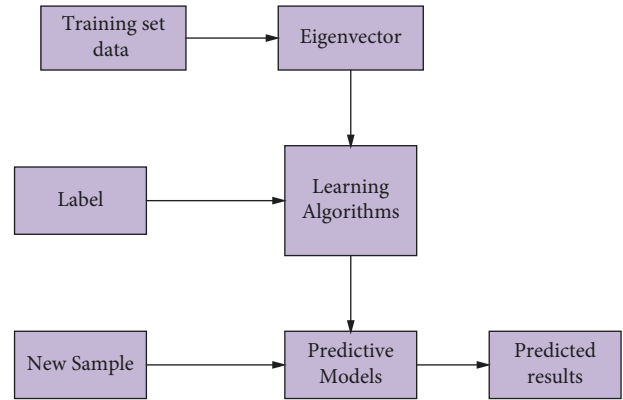 Training set
data
Eigenvector
Label
Learning
Algorithms
New Sample
Predictive
Models
Predicted
results